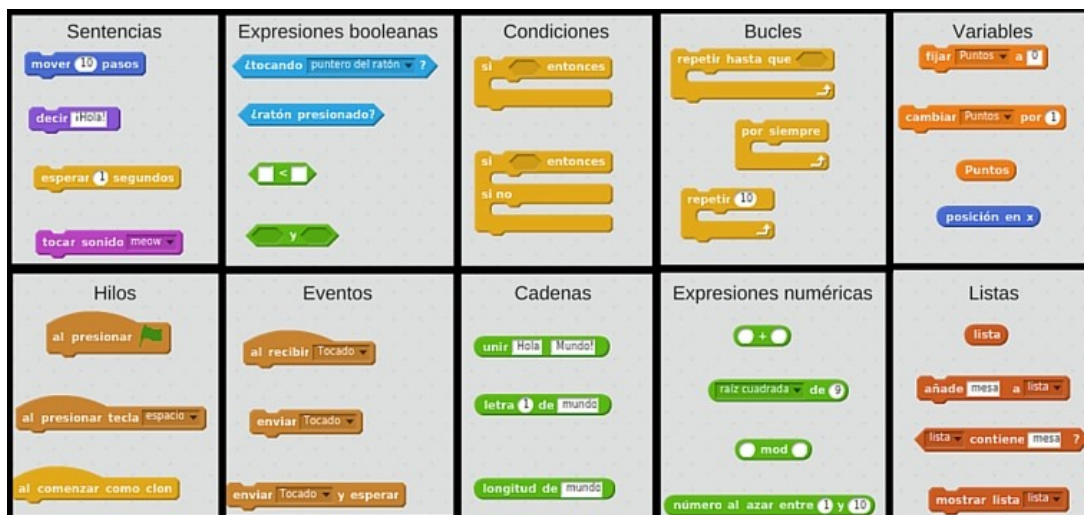 Sentencias
mover 10 pasos
decir ¡Hola!
esperar 1 segundos
tocar sonido meow
Expresiones booleanas
¿tocando puntero del ratón ?
¿ratón presionado?
<
y
Condiciones
si entonces
si entonces
si no
Bucles
repetir hasta que
por siempre
repetir 10
Variables
fijar Puntos a 0
cambiar Puntos por 1
Puntos
posición en x
Hilos
al presionar
al presionar tecla espacio
al comenzar como clon
Eventos
al recibir Tocado
enviar Tocado
enviar Tocado y esperar
Cadenas
unir Hola Mundo!
letra 1 de mundo
longitud de mundo
Expresiones numéricas
+
raíz cuadrada de 9
mod
número al azar entre 1 y 10
Listas
lista
añade mesa a lista
lista contiene mesa ?
mostrar lista lista